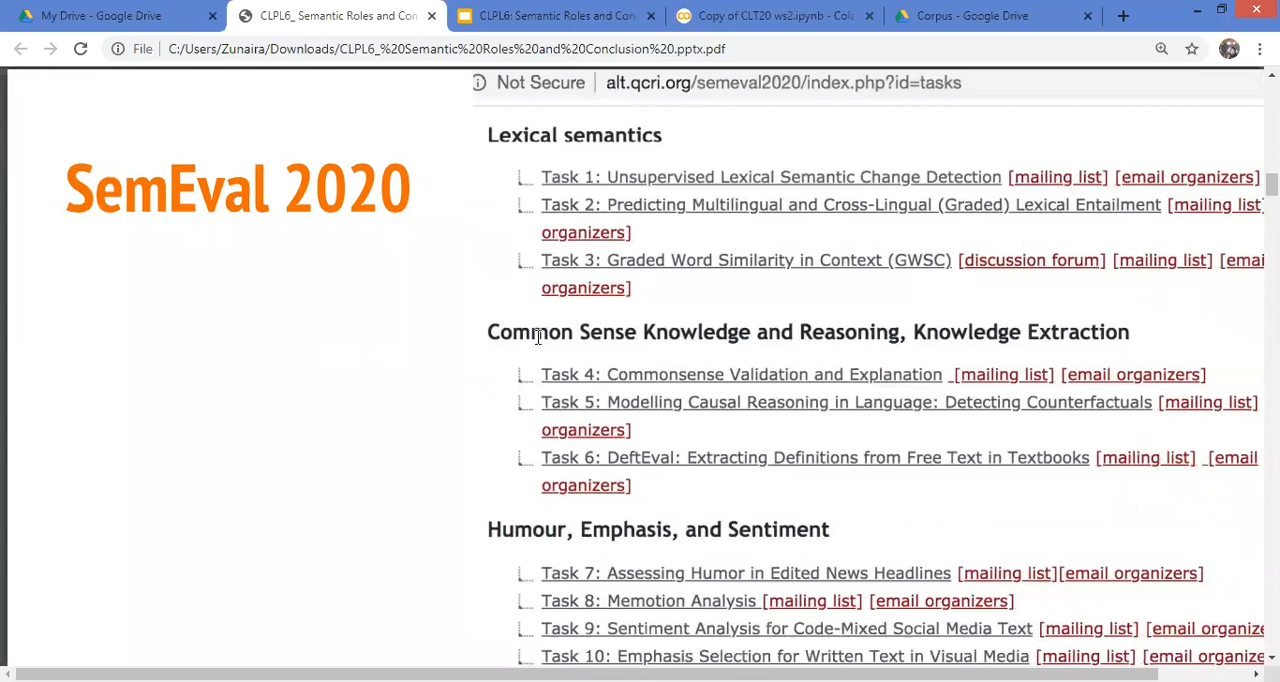 My Drive - Google Drive
CLPL6_ Semantic Roles and Con
CLPL6: Semantic Roles and Con
Copy of CLT20 ws2.ipynb - Cola
Corpus - Google Drive
File
C:/Users/Zunaira/Downloads/CLPL6_%20Semantic%20Roles%20and%20Conclusion%20.pptx.pdf
SemEval 2020
Not Secure | alt.qcri.org/semeval2020/index.php?id=tasks
Lexical semantics
Task 1: Unsupervised Lexical Semantic Change Detection [mailing list] [email organizers]
Task 2: Predicting Multilingual and Cross-Lingual (Graded) Lexical Entailment [mailing list
organizers]
Task 3: Graded Word Similarity in Context (GWSC) [discussion forum] [mailing list] [emai
organizers]
Common Sense Knowledge and Reasoning, Knowledge Extraction
Task 4: Commonsense Validation and Explanation [mailing list] [email organizers]
Task 5: Modelling Causal Reasoning in Language: Detecting Counterfactuals [mailing list]
organizers]
Task 6: DeftEval: Extracting Definitions from Free Text in Textbooks [mailing list] [email
organizers]
Humour, Emphasis, and Sentiment
Task 7: Assessing Humor in Edited News Headlines [mailing list][email organizers]
Task 8: Memotion Analysis [mailing list] [email organizers]
Task 9: Sentiment Analysis for Code-Mixed Social Media Text [mailing list] [email organize
Task 10: Emphasis Selection for Written Text in Visual Media [mailing list] [email organize